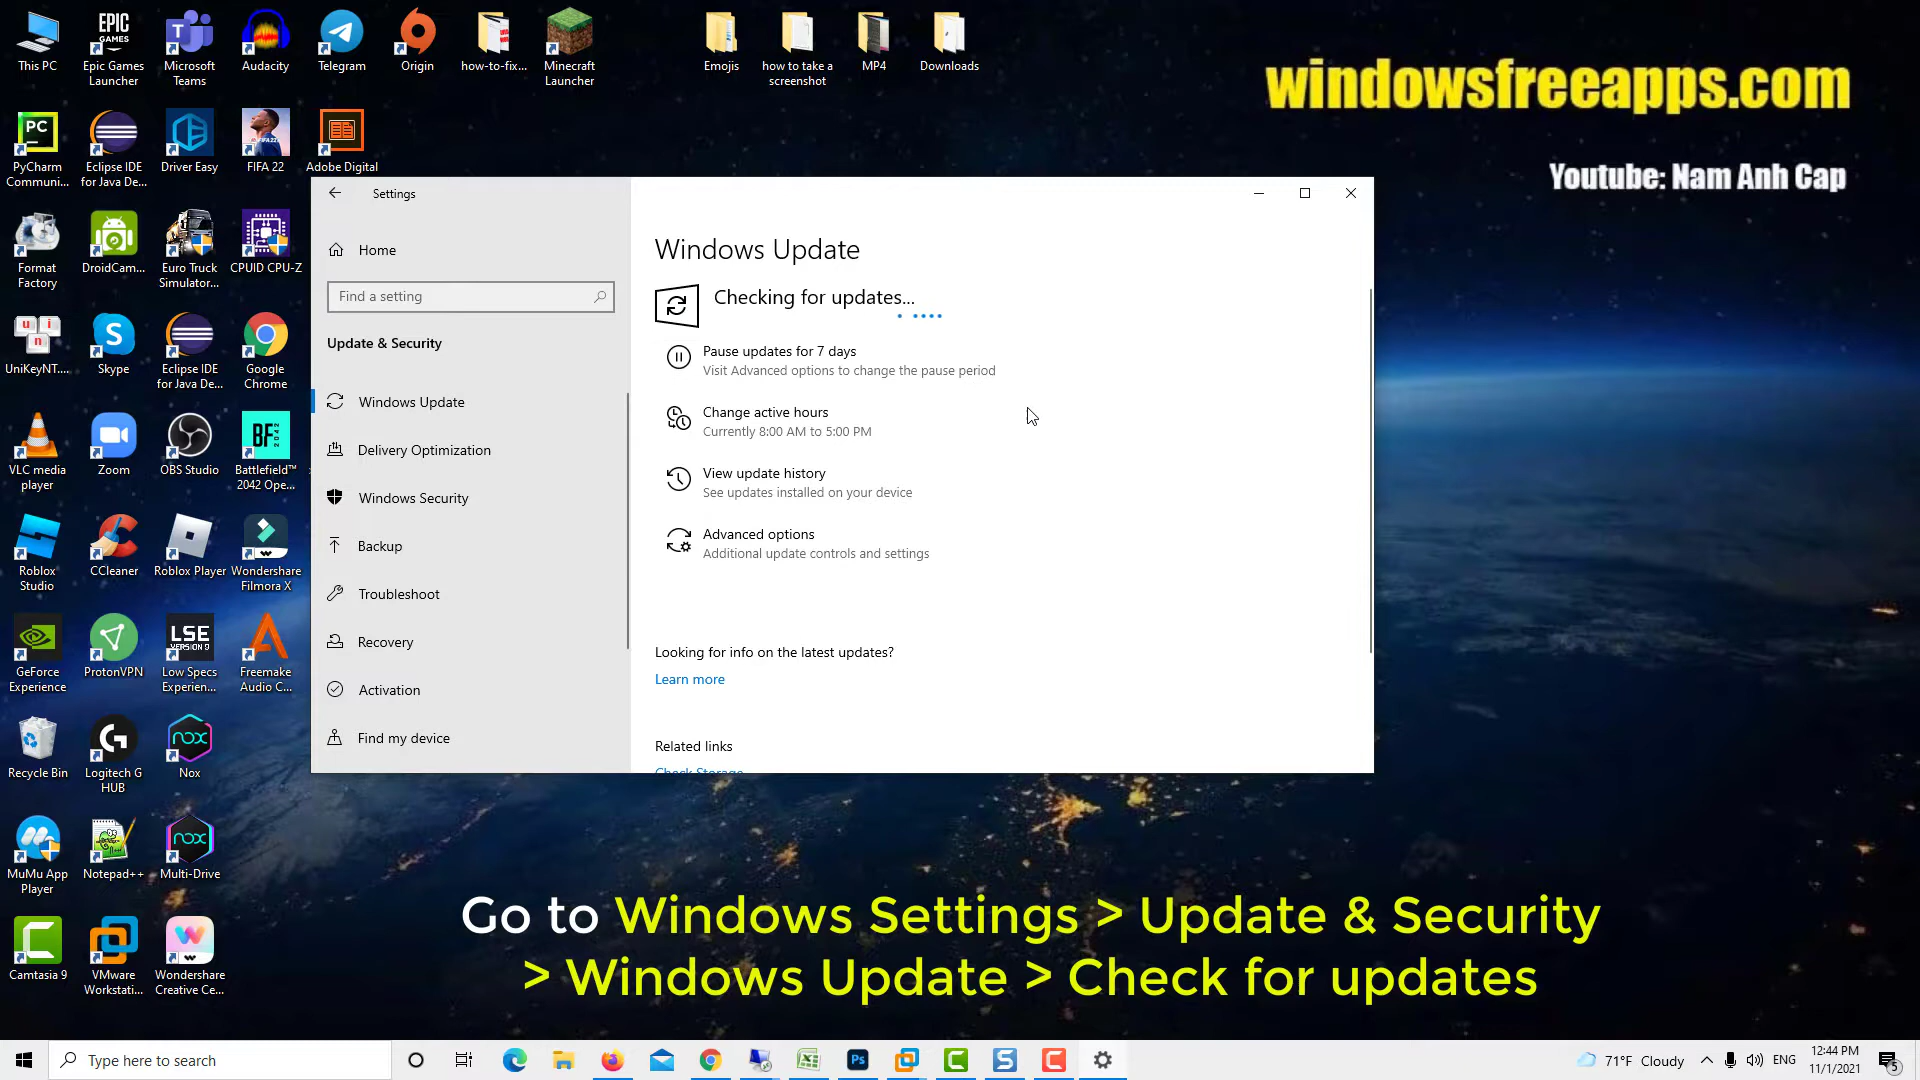 This PC
EPIC
GAMES
Epic Games
Launcher
Microsoft
Teams
Audacity
Telegram
Origin
how-to-fix...
Minecraft
Launcher
Emojis
how to take a
screenshot
MP4
Downloads
windowsfreeapps.com
Youtube: Nam Anh Cap
PC
PyCharm
Communi...
Eclipse IDE
for Java De...
Driver Easy
FIFA 22
Adobe Digital
Format
Factory
DroidCam...
Euro Truck
Simulator...
CPUID CPU-Z
UniKeyNT....
Skype
Eclipse IDE
for Java De...
Google
Chrome
VLC media
player
Zoom
OBS Studio
BF
2042
Battlefield™
2042 Ope...
Roblox
Studio
CCleaner
Roblox Player
Wondershare
Filmora X
GeForce
Experience
ProtonVPN
LSE
VERSION 9
Low Specs
Experien...
Freemake
Audio C...
Recycle Bin
Logitech G
HUB
nox
Nox
MuMu App
Player
Notepad++
nox
Multi-Drive
Camtasia 9
VMware
Workstati...
Wondershare
Creative Ce...
Settings
Home
Find a setting
Update & Security
Windows Update
Delivery Optimization
Windows Security
Backup
Troubleshoot
Recovery
Activation
Find my device
Windows Update
Checking for updates...
Pause updates for 7 days
Visit Advanced options to change the pause period
Change active hours
Currently 8:00 AM to 5:00 PM
View update history
See updates installed on your device
Advanced options
Additional update controls and settings
Looking for info on the latest updates?
Learn more
Related links
Check Storage
Go to Windows Settings > Update & Security
> Windows Update > Check for updates
Type here to search
Ps
71°F Cloudy
ENG
12:44 PM
11/1/2021
5